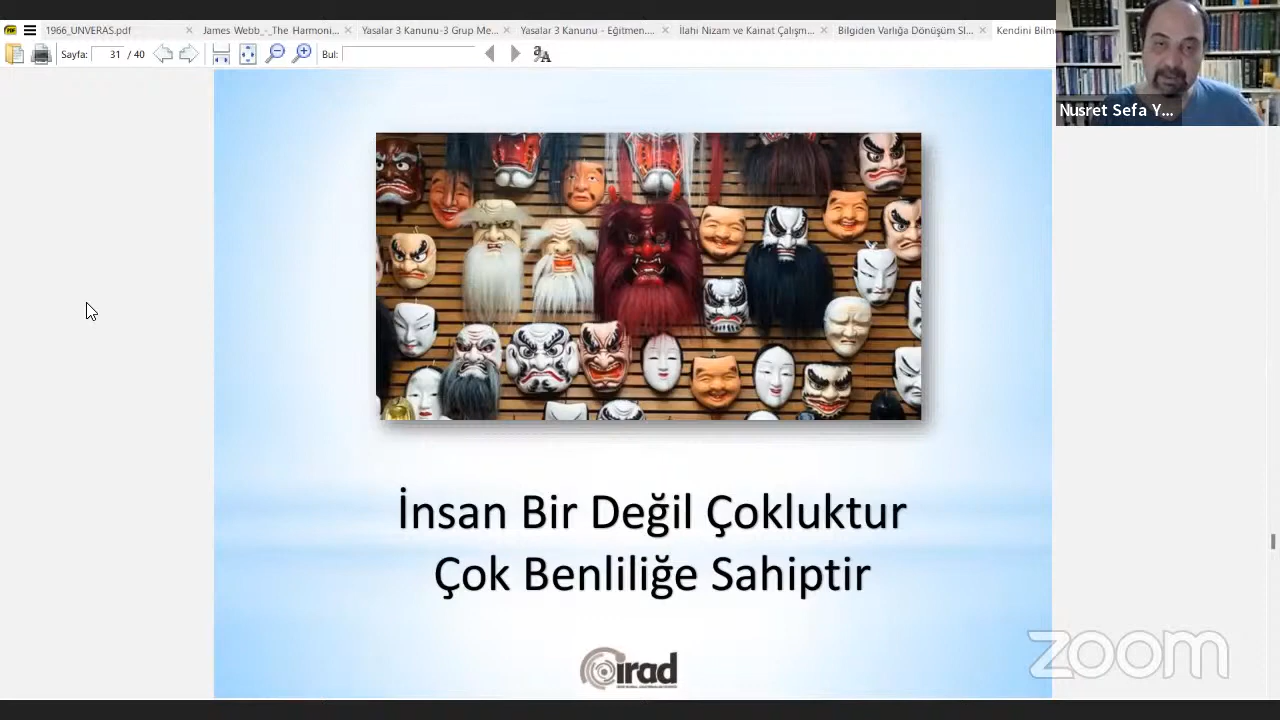 1966_UNVERAS.pdf
James Webb_-_The Harmoni...
Yasalar 3 Kanunu-3 Grup Me...
Yasalar 3 Kanunu - Eğitmen....
İlahi Nizam ve Kainat Çalışm...
Bilgiden Varlığa Dönüşüm Sl...
Kendini Bilme
Sayfa: 31 / 40
Bul:
Nusret Sefa Y...
İnsan Bir Değil Çokluktur
Çok Benliliğe Sahiptir
irad
zoom